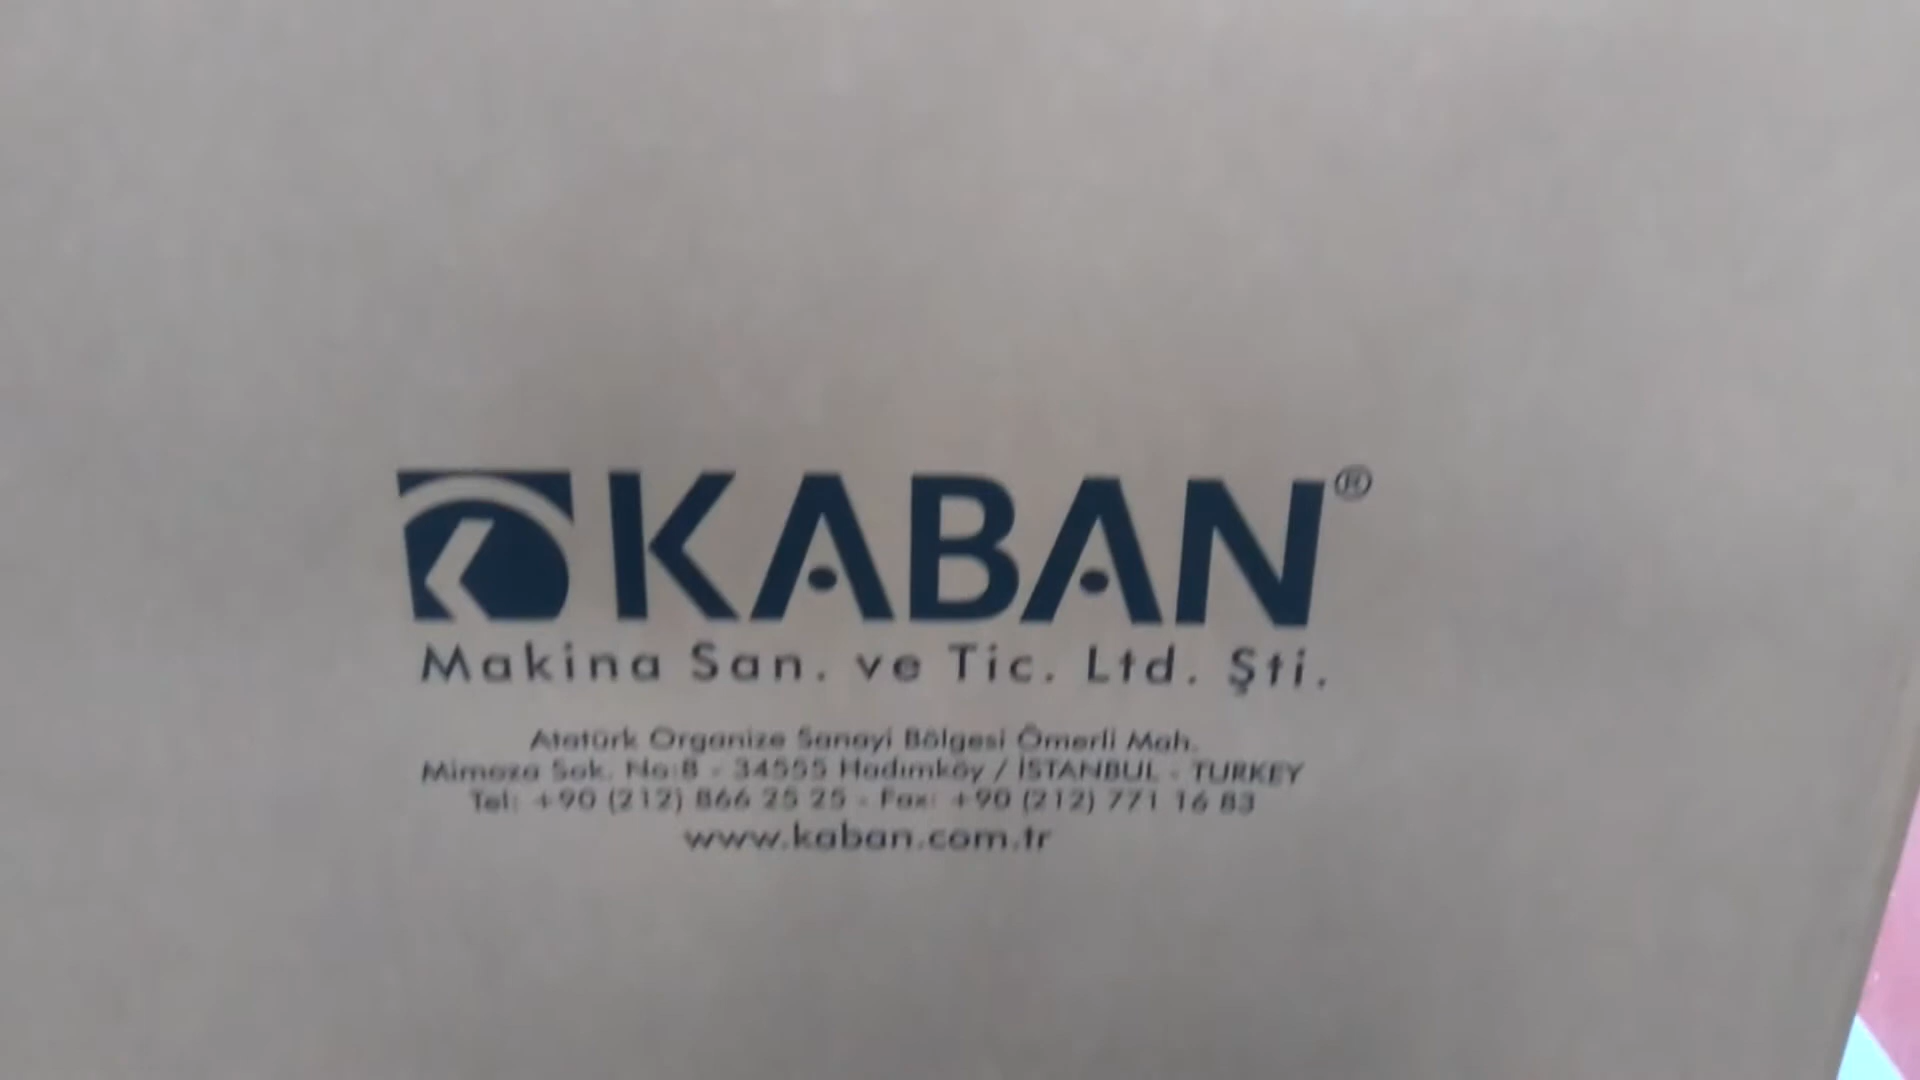 KABAN®
Makina San. ve Tic. Ltd. Şti.
Atatürk Organize Sanayi Bölgesi Ömerli Mah.
Mimoza Sok. No:8 - 34555 Hadımköy / İSTANBUL - TURKEY
Tel: +90 (212) 866 25 25 - Fax: +90 (212) 771 16 83
www.kaban.com.tr